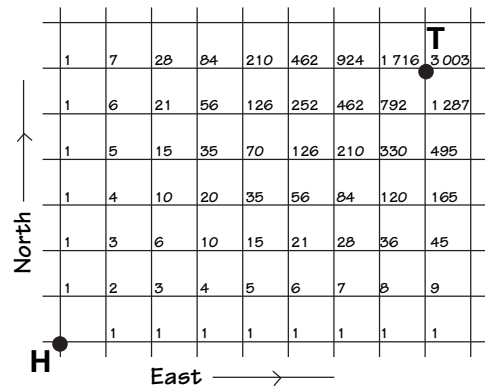 T
1 7 28 84 210 462 924 1 716 3 003
1 6 21 56 126 252 462 792 1 287
1 5 15 35 70 126 210 330 495
1 4 10 20 35 56 84 120 165
1 3 6 10 15 21 28 36 45
1 2 3 4 5 6 7 8 9
1 1 1 1 1 1 1 1
H
North
East